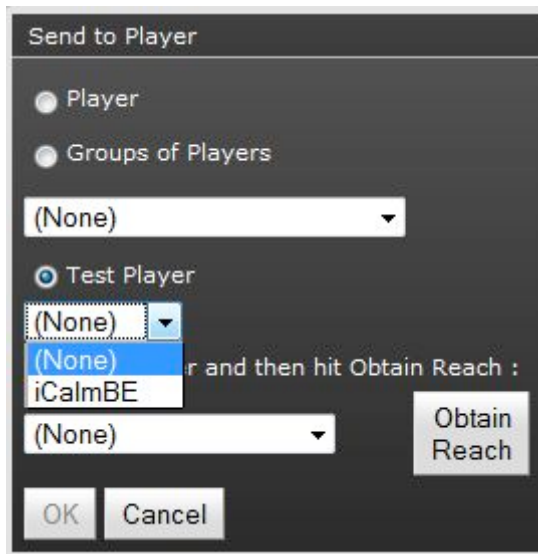 Send to Player
Player
Groups of Players
(None)
Test Player
(None)
(None)
iCalmBE
and then hit Obtain Reach :
(None)
Obtain
Reach
OK
Cancel